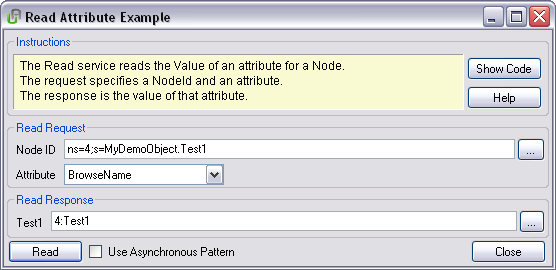 Read Attribute Example
Instructions
The Read service reads the Value of an attribute for a Node.
The request specifies a NodeId and an attribute.
The response is the value of that attribute.
Show Code
Help
Read Request
Node ID ns=4;s=MyDemoObject.Test1 ...
Attribute BrowseName
Read Response
Test1 4:Test1 ...
Read Use Asynchronous Pattern Close